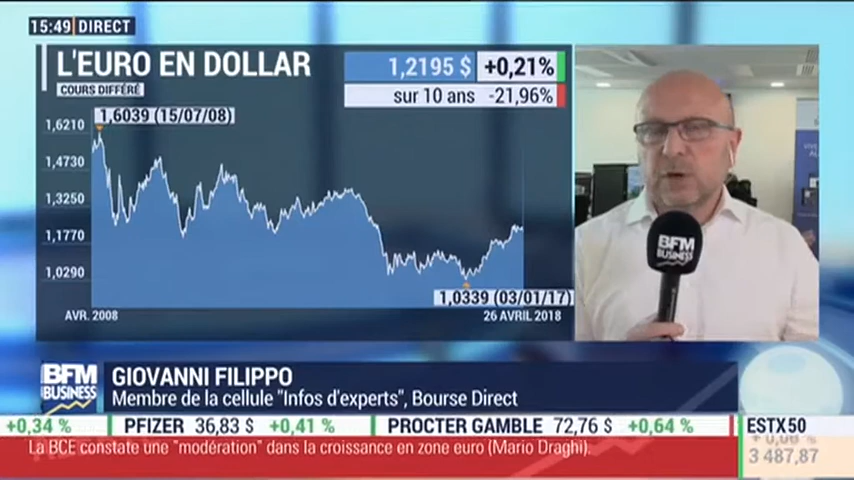 15:49 DIRECT
L'EURO EN DOLLAR
COURS DIFFÉRÉ
1,2195 $ +0,21%
sur 10 ans -21,96%
1,6039 (15/07/08)
1,6210
1,4730
1,3250
1,1770
1,0290
1,0339 (03/01/17)
AVR. 2008
26 AVRIL 2018
BFM
BUSINESS
BFM
BUSINESS
GIOVANNI FILIPPO
Membre de la cellule "Infos d'experts", Bourse Direct
+0,34 % PFIZER 36,83 $ +0,41 % PROCTER GAMBLE 72,76 $ +0,64 %
ESTX50
3 487,87
La BCE constate une "modération" dans la croissance en zone euro (Mario Draghi).